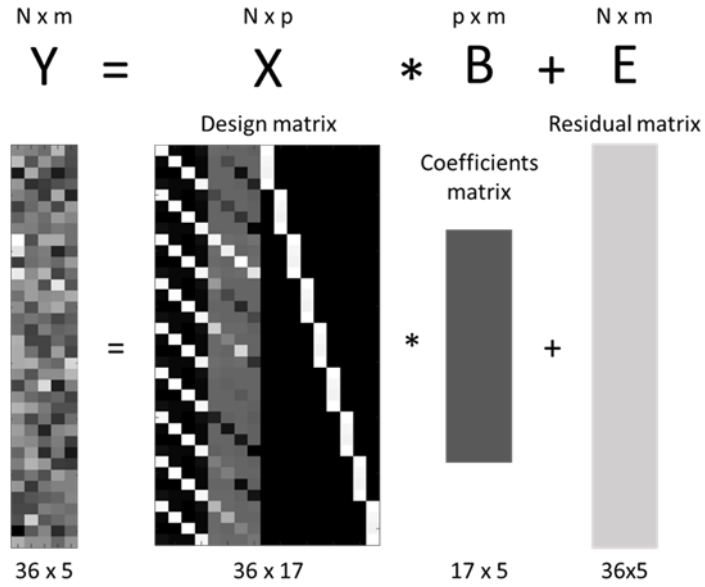 N x m N x p p x m N x m
Y = X * B + E
Design matrix Residual matrix
Coefficients
matrix
= * +
36 x 5 36 x 17 17 x 5 36x5